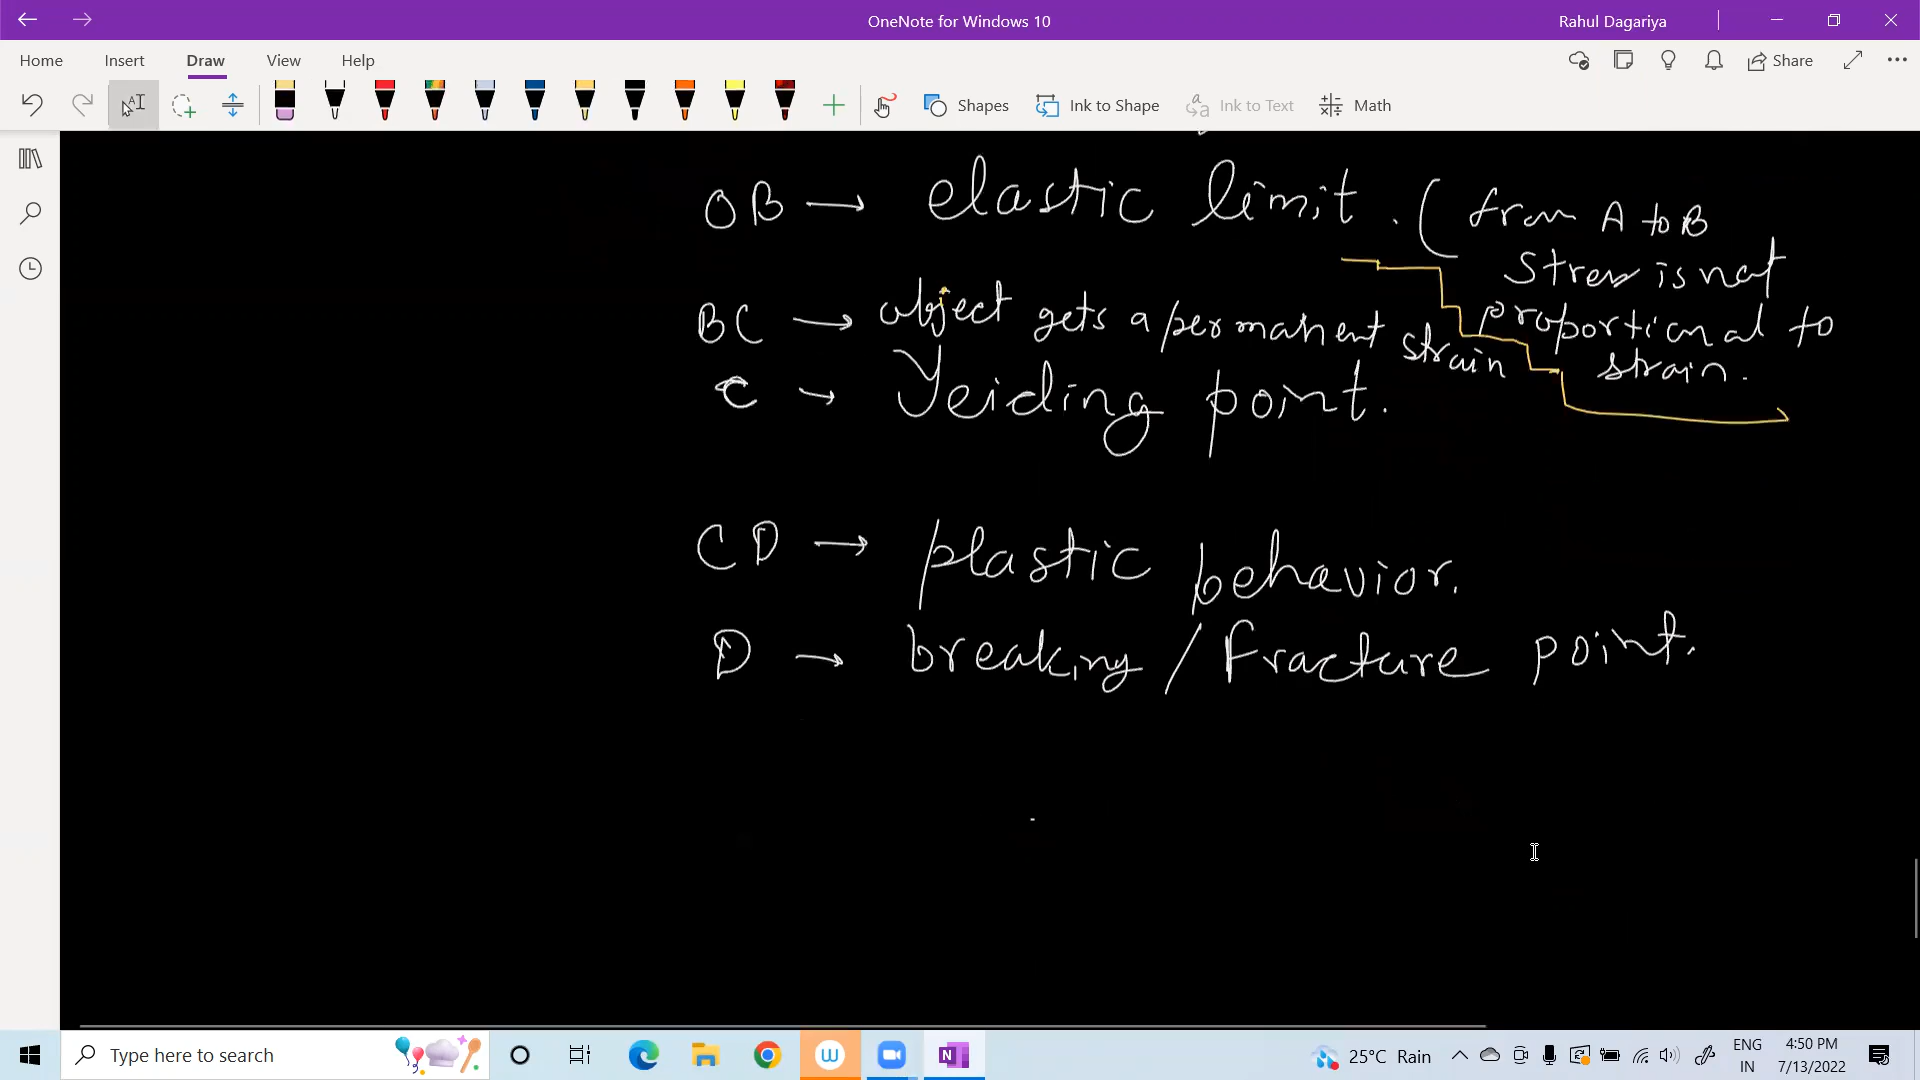 OneNote for Windows 10
Rahul Dagariya
Home Insert Draw View Help
Share
Shapes Ink to Shape Ink to Text Math
OB → elastic limit. ( from A to B
stress is not
proportional to
strain.
BC → object gets a permanent strain
C → Yeilding point.
CD → plastic behavior.
D → breaking / Fracture point.
Type here to search
25°C Rain
ENG
IN
4:50 PM
7/13/2022